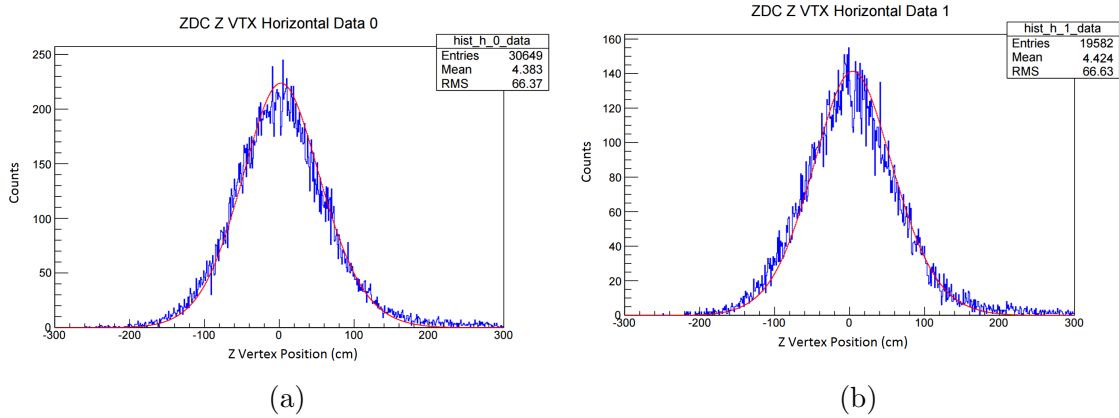 ZDC Z VTX Horizontal Data 0
hist_h_0_data
Entries 30649
Mean 4.383
RMS 66.37
250
200
150
100
50
0
-300 -200 -100 0 100 200 300
Counts
Z Vertex Position (cm)
(a)
ZDC Z VTX Horizontal Data 1
hist_h_1_data
Entries 19582
Mean 4.424
RMS 66.63
160
140
120
100
80
60
40
20
0
-300 -200 -100 0 100 200 300
Counts
Z Vertex Position (cm)
(b)